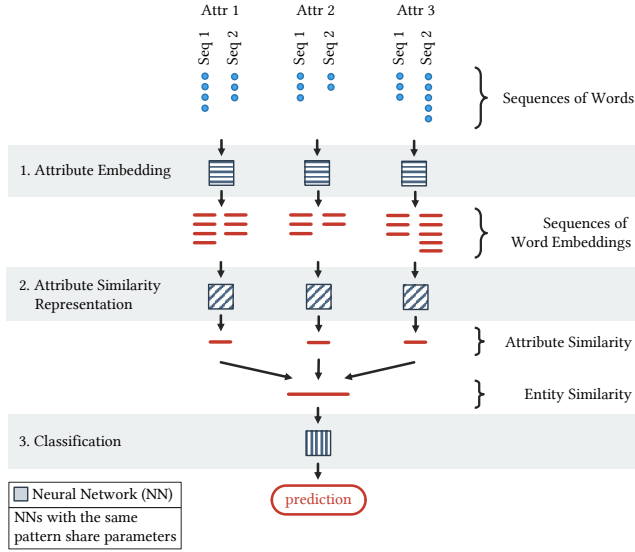 Attr 1 Attr 2 Attr 3
Seq 1 Seq 2 Seq 1 Seq 2 Seq 1 Seq 2
Sequences of Words
1. Attribute Embedding
Sequences of
Word Embeddings
2. Attribute Similarity
Representation
Attribute Similarity
Entity Similarity
3. Classification
prediction
Neural Network (NN)
NNs with the same
pattern share parameters